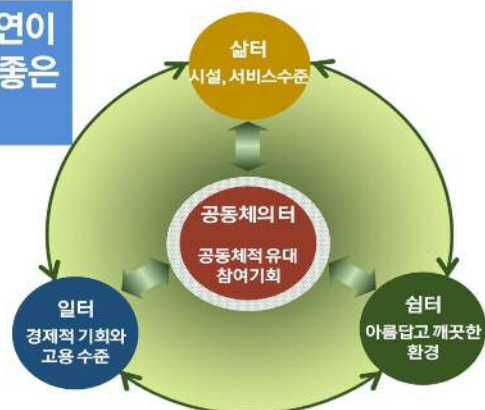 연이
좋은
삶터
시설, 서비스수준
공동체의 터
공동체적 유대
참여기회
일터
경제적 기회와
고용 수준
쉼터
아름답고 깨끗한
환경